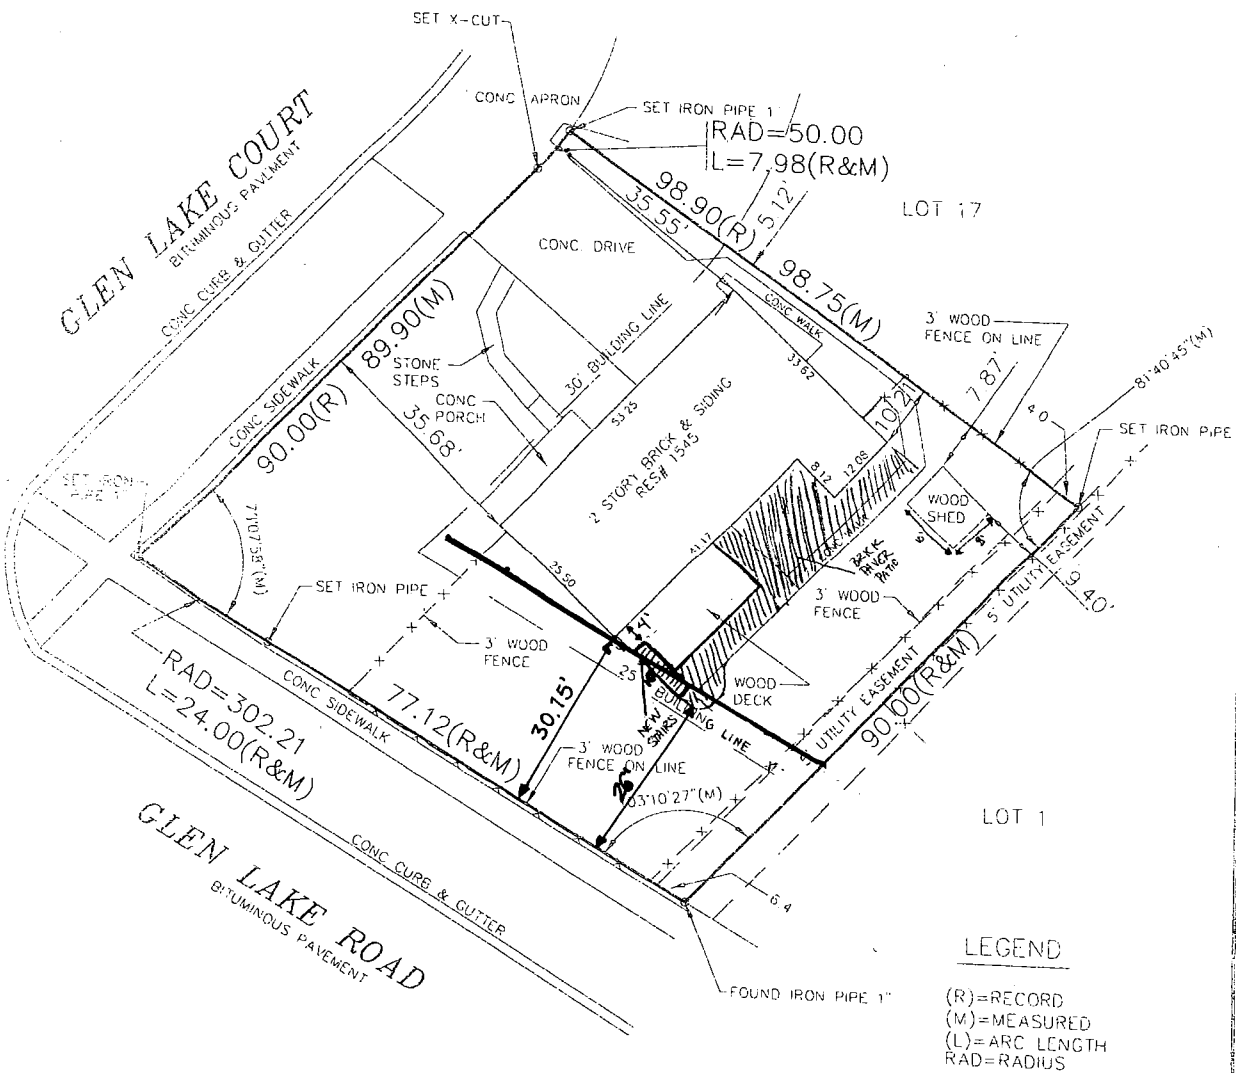 SET X-CUT
CONC APRON
SET IRON PIPE 1"
RAD=50.00
L=7.98(R&M)
GLEN LAKE COURT
BITUMINOUS PAVEMENT
CONC CURB & GUTTER
98.90(R)
35.55'
5.12'
LOT 17
CONC. DRIVE
98.75(M)
CONC WALK
3' WOOD
FENCE ON LINE
81°40'45"(M)
CONC SIDEWALK
89.90(M)
90.00(R)
STONE
STEPS
30' BUILDING LINE
CONC
PORCH
35.68'
53.25
33.62
7.87'
4.0
10.21
SET IRON PIPE
2 STORY BRICK & SIDING
RES# 1545
8.12
12.08
WOOD
SHED
8'
SET IRON
PIPE 1"
71°07'58"(M)
41.17
CONC WALK
BRICK
PAVER
PATIO
5' UTILITY EASEMENT
6.40'
25.50
SET IRON PIPE
3' WOOD
FENCE
3' WOOD
FENCE
4'
25'
BUILDING LINE
NEW
STAIRS
WOOD
DECK
UTILITY EASEMENT
90.00(R&M)
RAD=302.21
L=24.00(R&M)
CONC SIDEWALK
77.12(R&M)
30.15'
3' WOOD
FENCE ON LINE
26'
03°10'27"(M)
LOT 1
GLEN LAKE ROAD
BITUMINOUS PAVEMENT
CONC CURB & GUTTER
6.4
FOUND IRON PIPE 1"
LEGEND
(R)=RECORD
(M)=MEASURED
(L)=ARC LENGTH
RAD=RADIUS